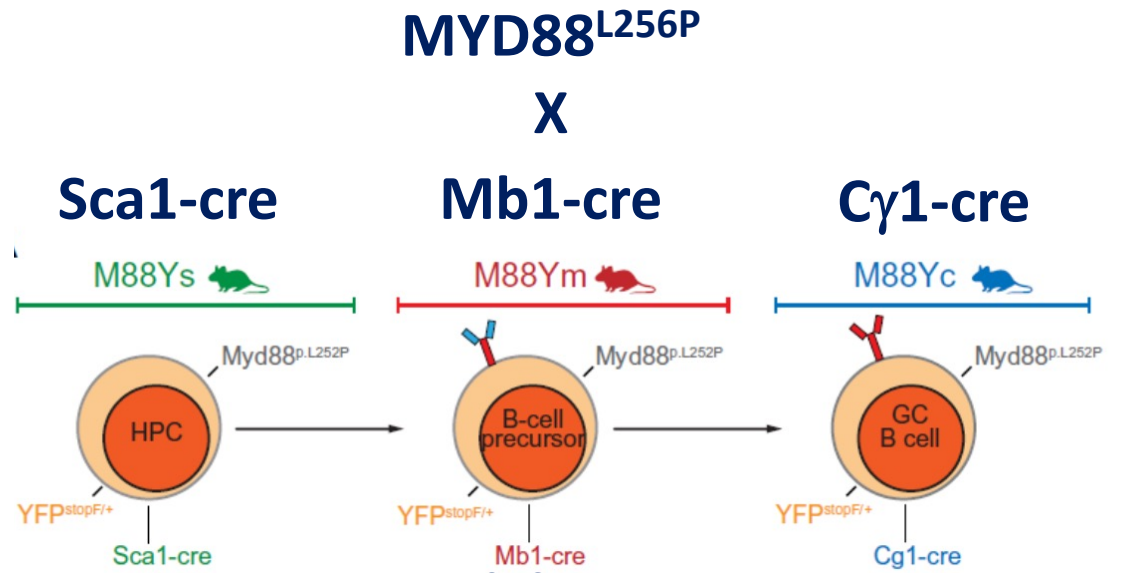 MYD88L256P
X
Sca1-cre Mb1-cre Cγ1-cre
M88Ys M88Ym M88Yc
Myd88p.L252P Myd88p.L252P Myd88p.L252P
HPC
B-cell
precursor
GC
B cell
YFPstopF/+ YFPstopF/+ YFPstopF/+
Sca1-cre Mb1-cre Cg1-cre